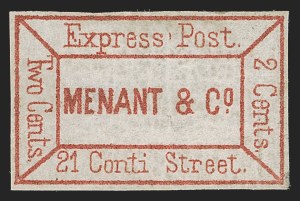 Express Post.
Two Cents.
MENANT & Cº
2 Cents.
21 Conti Street.